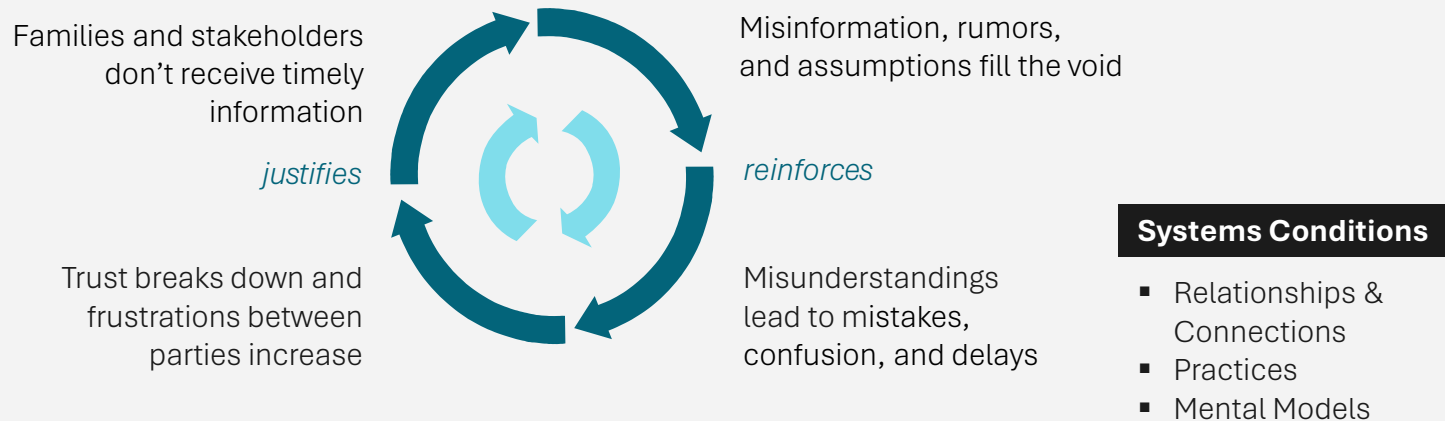 Families and stakeholders
don’t receive timely
information
justifies
Misinformation, rumors,
and assumptions fill the void
reinforces
Misunderstandings
lead to mistakes,
confusion, and delays
Trust breaks down and
frustrations between
parties increase
Systems Conditions
▪ Relationships &
Connections
▪ Practices
▪ Mental Models